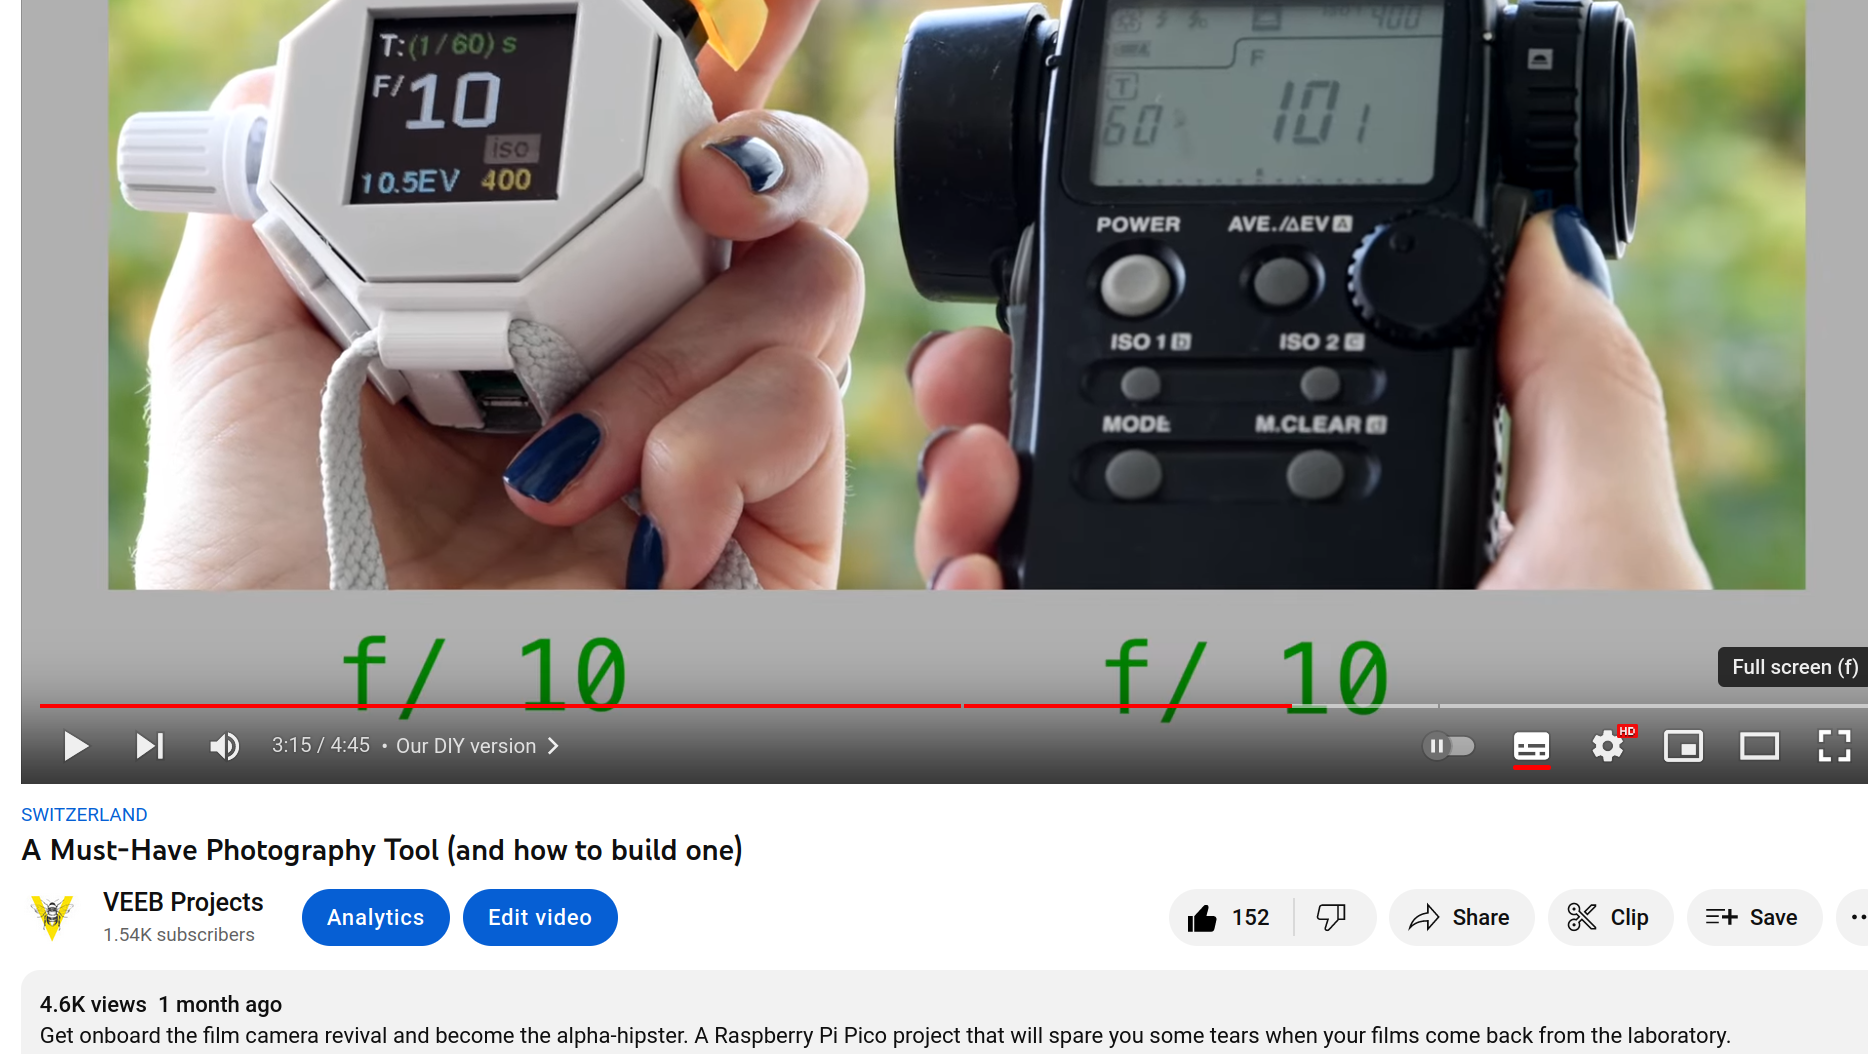 T:(1/60)s
F/10
iso
10.5EV 400
400
F
T
60 10 1
POWER AVE./ΔEV A
ISO 1 b ISO 2 c
MODE M.CLEAR d
f/ 10 f/ 10
Full screen (f)
3:15 / 4:45 • Our DIY version
HD
SWITZERLAND
A Must-Have Photography Tool (and how to build one)
VEEB Projects
1.54K subscribers
Analytics
Edit video
152
Share
Clip
Save
4.6K views 1 month ago
Get onboard the film camera revival and become the alpha-hipster. A Raspberry Pi Pico project that will spare you some tears when your films come back from the laboratory.